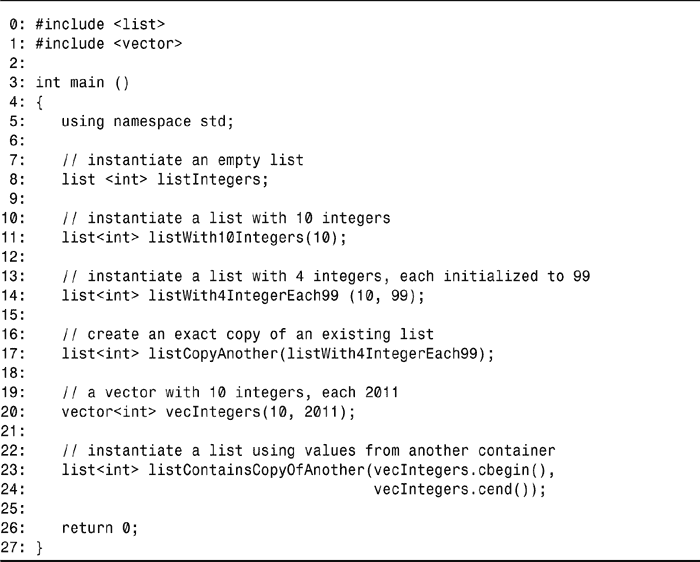 0: #include <list>
1: #include <vector>
2:
3: int main ()
4: {
5:    using namespace std;
6:
7:    // instantiate an empty list
8:    list <int> listIntegers;
9:
10:    // instantiate a list with 10 integers
11:    list<int> listWith10Integers(10);
12:
13:    // instantiate a list with 4 integers, each initialized to 99
14:    list<int> listWith4IntegerEach99 (10, 99);
15:
16:    // create an exact copy of an existing list
17:    list<int> listCopyAnother(listWith4IntegerEach99);
18:
19:    // a vector with 10 integers, each 2011
20:    vector<int> vecIntegers(10, 2011);
21:
22:    // instantiate a list using values from another container
23:    list<int> listContainsCopyOfAnother(vecIntegers.cbegin(),
24:                                        vecIntegers.cend());
25:
26:    return 0;
27: }